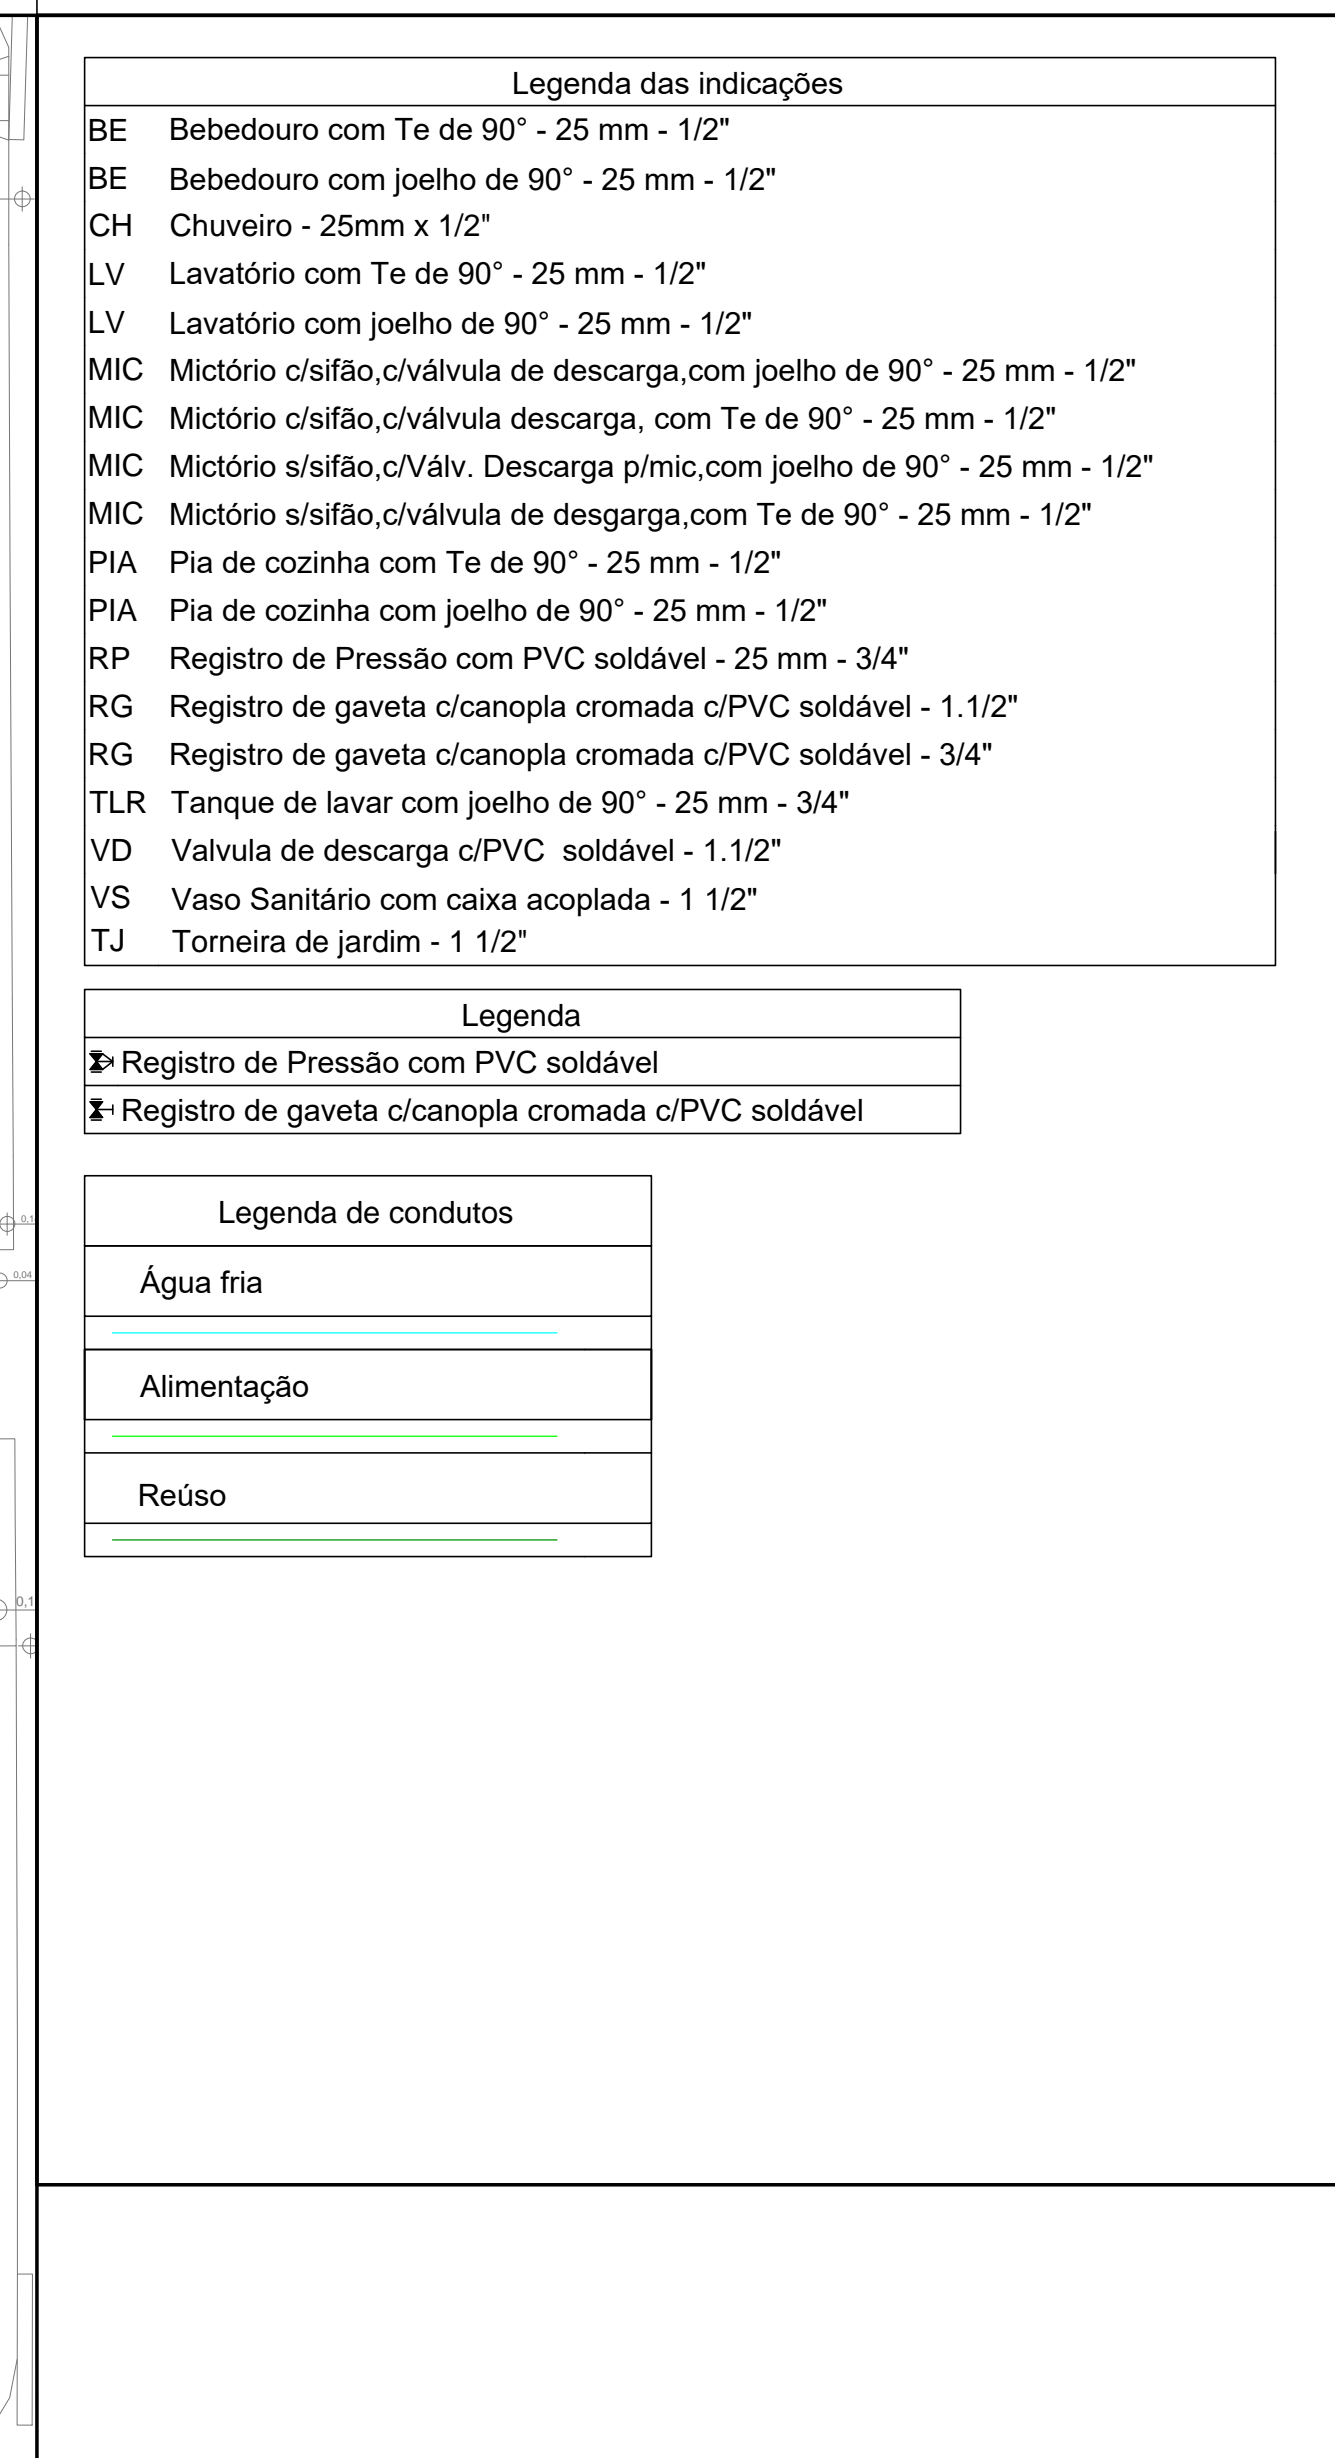 Legenda das indicações
BE Bebedouro com Te de 90° - 25 mm - 1/2"
BE Bebedouro com joelho de 90° - 25 mm - 1/2"
CH Chuveiro - 25mm x 1/2"
LV Lavatório com Te de 90° - 25 mm - 1/2"
LV Lavatório com joelho de 90° - 25 mm - 1/2"
MIC Mictório c/sifão,c/válvula de descarga,com joelho de 90° - 25 mm - 1/2"
MIC Mictório c/sifão,c/válvula descarga, com Te de 90° - 25 mm - 1/2"
MIC Mictório s/sifão,c/Válv. Descarga p/mic,com joelho de 90° - 25 mm - 1/2"
MIC Mictório s/sifão,c/válvula de desgarga,com Te de 90° - 25 mm - 1/2"
PIA Pia de cozinha com Te de 90° - 25 mm - 1/2"
PIA Pia de cozinha com joelho de 90° - 25 mm - 1/2"
RP Registro de Pressão com PVC soldável - 25 mm - 3/4"
RG Registro de gaveta c/canopla cromada c/PVC soldável - 1.1/2"
RG Registro de gaveta c/canopla cromada c/PVC soldável - 3/4"
TLR Tanque de lavar com joelho de 90° - 25 mm - 3/4"
VD Valvula de descarga c/PVC soldável - 1.1/2"
VS Vaso Sanitário com caixa acoplada - 1 1/2"
TJ Torneira de jardim - 1 1/2"
Legenda
Registro de Pressão com PVC soldável
Registro de gaveta c/canopla cromada c/PVC soldável
Legenda de condutos
Água fria
Alimentação
Reúso
0,04
0,1